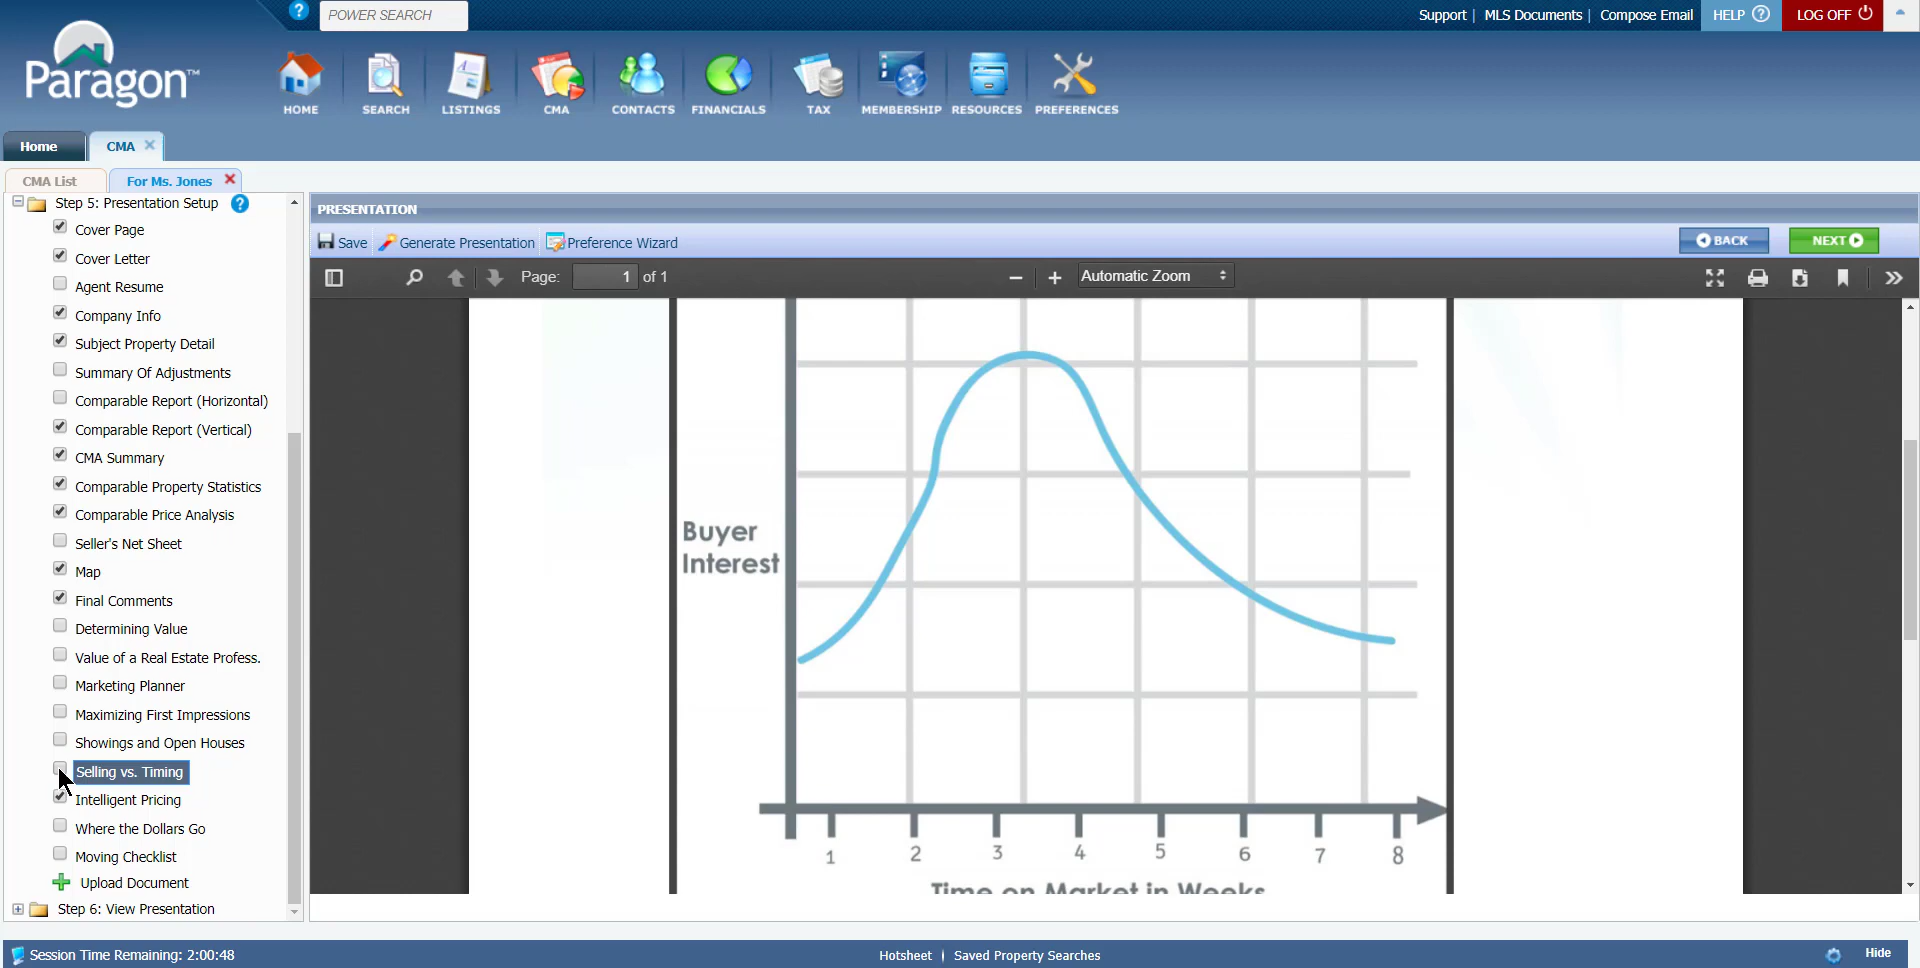 POWER SEARCH
Support | MLS Documents | Compose Email
HELP
LOG OFF
Paragon™
HOME
SEARCH
LISTINGS
CMA
CONTACTS
FINANCIALS
TAX
MEMBERSHIP
RESOURCES
PREFERENCES
Home
CMA
CMA List
For Ms. Jones
Step 5: Presentation Setup
Cover Page
Cover Letter
Agent Resume
Company Info
Subject Property Detail
Summary Of Adjustments
Comparable Report (Horizontal)
Comparable Report (Vertical)
CMA Summary
Comparable Property Statistics
Comparable Price Analysis
Seller's Net Sheet
Map
Final Comments
Determining Value
Value of a Real Estate Profess.
Marketing Planner
Maximizing First Impressions
Showings and Open Houses
Selling vs. Timing
Intelligent Pricing
Where the Dollars Go
Moving Checklist
Upload Document
Step 6: View Presentation
PRESENTATION
Save
Generate Presentation
Preference Wizard
BACK
NEXT
Page: 1 of 1
Automatic Zoom
Buyer
Interest
1 2 3 4 5 6 7 8
Time on Market in Weeks
Session Time Remaining: 2:00:48
Hotsheet | Saved Property Searches
Hide